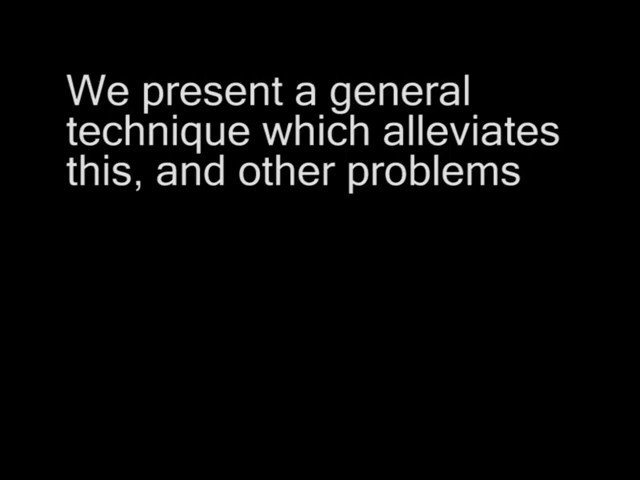 We present a general
technique which alleviates
this, and other problems